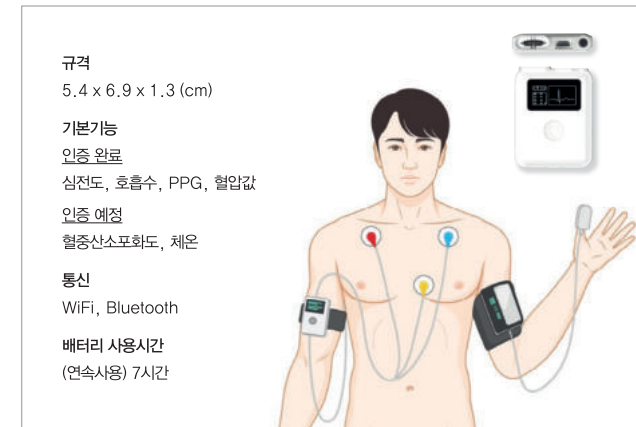 규격
5.4 x 6.9 x 1.3 (cm)
기본기능
인증 완료
심전도, 호흡수, PPG, 혈압값
인증 예정
혈중산소포화도, 체온
통신
WiFi, Bluetooth
배터리 사용시간
(연속사용) 7시간